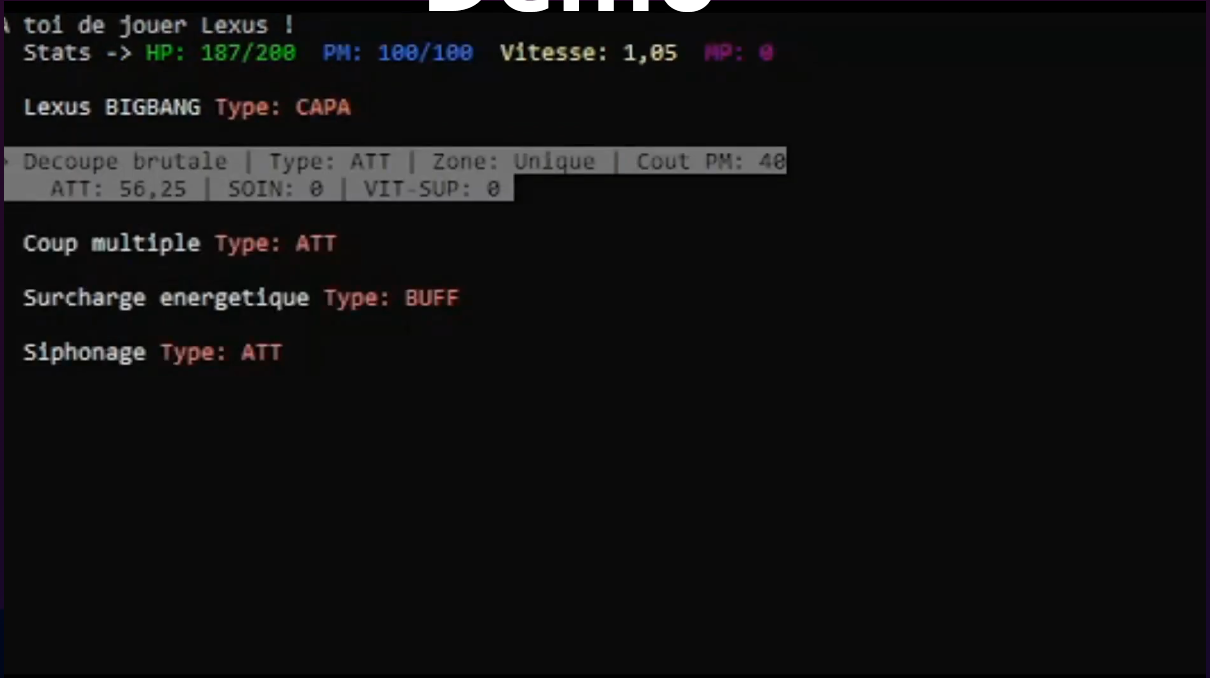 Demo
A toi de jouer Lexus !
Stats -> HP: 187/200 PM: 100/100 Vitesse: 1,05 MP: 0
Lexus BIGBANG Type: CAPA
Decoupe brutale | Type: ATT | Zone: Unique | Cout PM: 40
ATT: 56,25 | SOIN: 0 | VIT-SUP: 0
Coup multiple Type: ATT
Surcharge energetique Type: BUFF
Siphonage Type: ATT